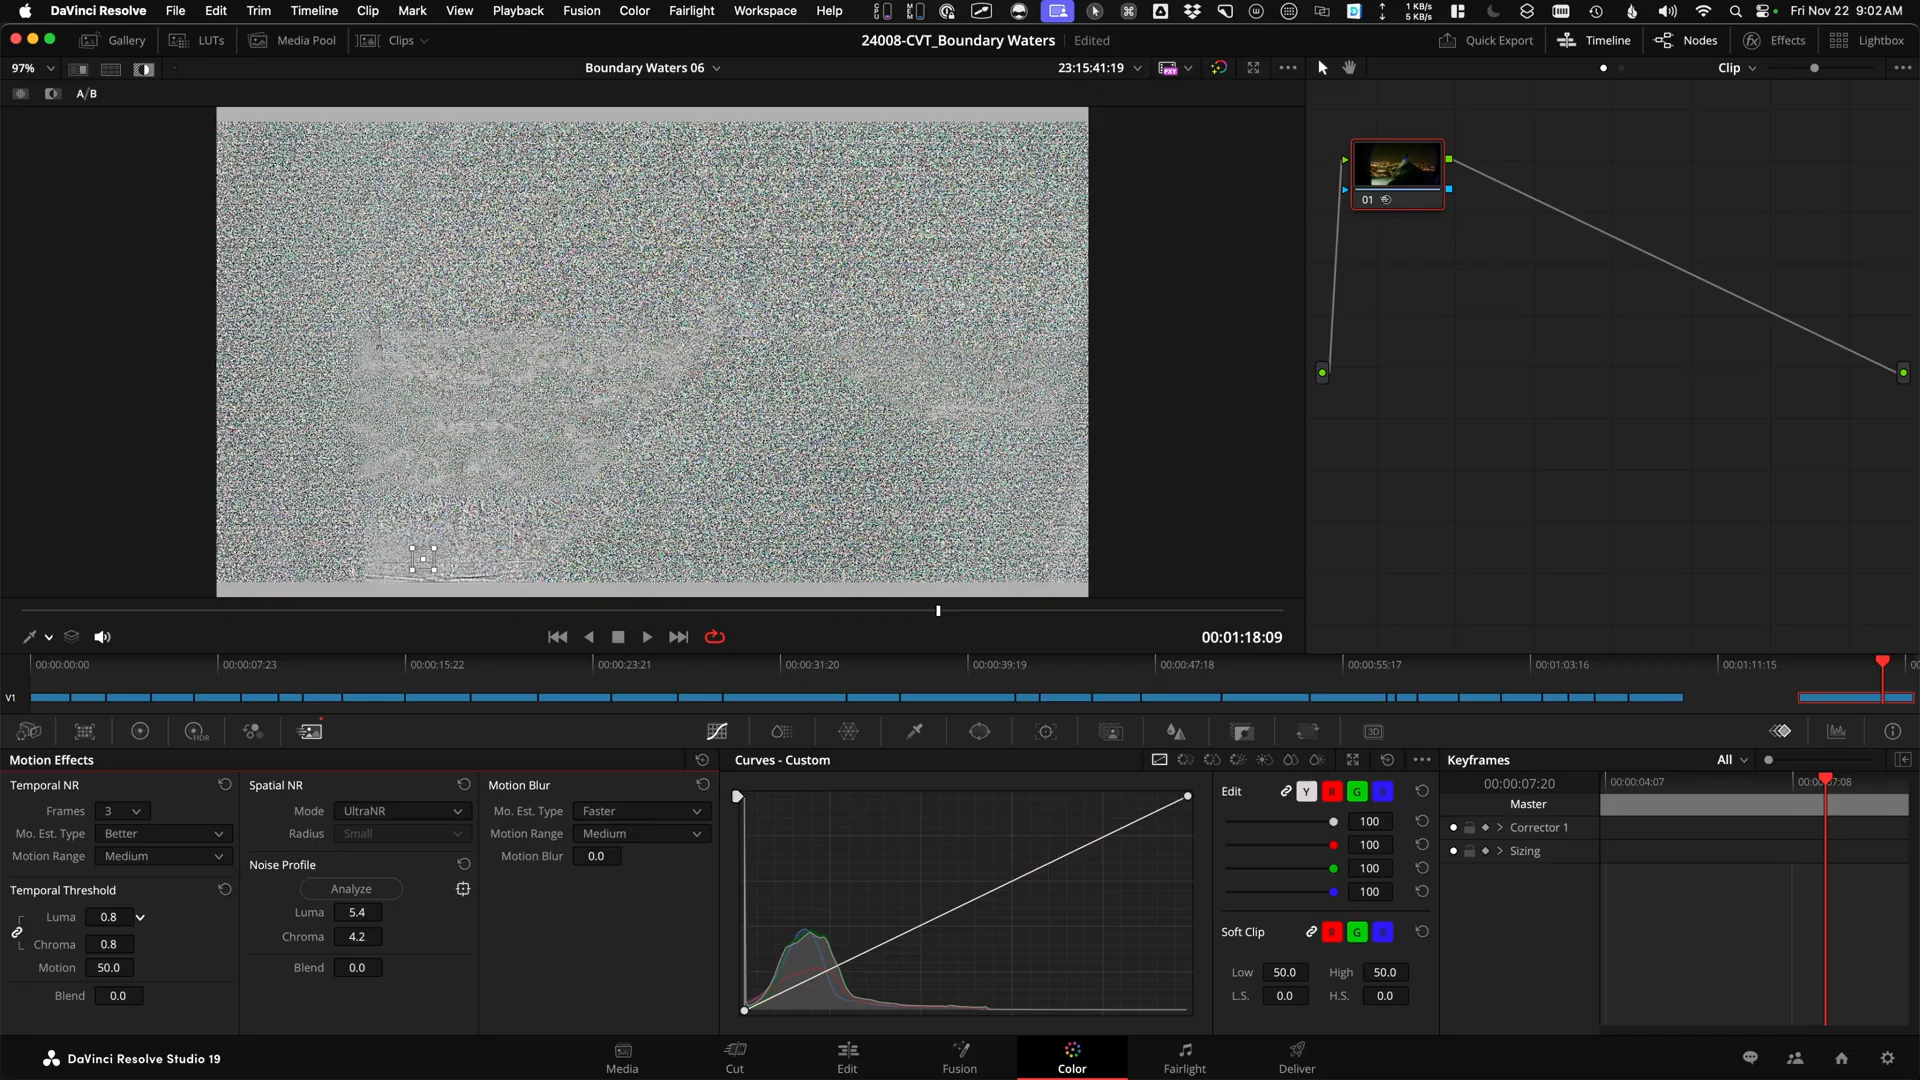 DaVinci Resolve File Edit Trim Timeline Clip Mark View Playback Fusion Color Fairlight Workspace Help 1 KB/s 5 KB/s Fri Nov 22 9:02 AM
Gallery LUTs Media Pool Clips 24008-CVT_Boundary Waters Edited Quick Export Timeline Nodes Effects Lightbox
97% Boundary Waters 06 23:15:41:19 PXY Clip
A/B
01
00:01:18:09
00:00:00:00 00:00:07:23 00:00:15:22 00:00:23:21 00:00:31:20 00:00:39:19 00:00:47:18 00:00:55:17 00:01:03:16 00:01:11:15
V1
HDR 3D
Motion Effects Curves - Custom Keyframes All
Temporal NR Spatial NR Motion Blur Edit Y R G B 00:00:07:20 00:00:04:07
Master
Frames 3 Mode UltraNR Mo. Est. Type Faster 100
Mo. Est. Type Better Radius Small Motion Range Medium 100 Corrector 1
Motion Range Medium Noise Profile Motion Blur 0.0 100 Sizing
Temporal Threshold Analyze 100
Luma 0.8 Luma 5.4
Chroma 0.8 Chroma 4.2 Soft Clip R G B
Motion 50.0 Blend 0.0 Low 50.0 High 50.0
Blend 0.0 L.S. 0.0 H.S. 0.0
DaVinci Resolve Studio 19 Media Cut Edit Fusion Color Fairlight Deliver